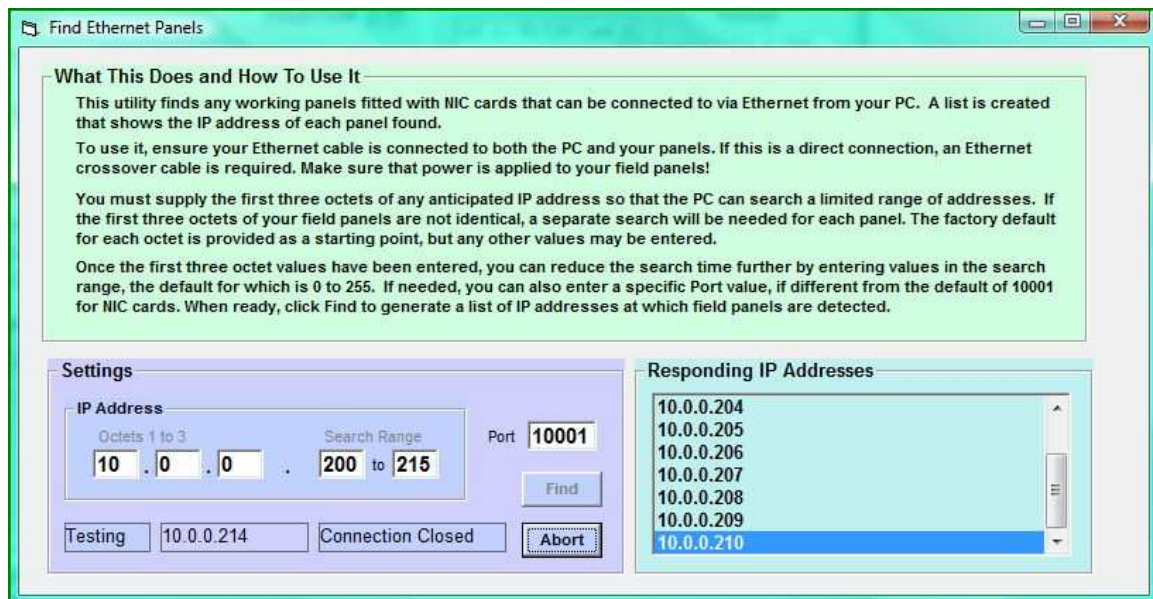 Find Ethernet Panels
What This Does and How To Use It
This utility finds any working panels fitted with NIC cards that can be connected to via Ethernet from your PC. A list is created
that shows the IP address of each panel found.
To use it, ensure your Ethernet cable is connected to both the PC and your panels. If this is a direct connection, an Ethernet
crossover cable is required. Make sure that power is applied to your field panels!
You must supply the first three octets of any anticipated IP address so that the PC can search a limited range of addresses. If
the first three octets of your field panels are not identical, a separate search will be needed for each panel. The factory default
for each octet is provided as a starting point, but any other values may be entered.
Once the first three octet values have been entered, you can reduce the search time further by entering values in the search
range, the default for which is 0 to 255. If needed, you can also enter a specific Port value, if different from the default of 10001
for NIC cards. When ready, click Find to generate a list of IP addresses at which field panels are detected.
Settings
IP Address
Octets 1 to 3 Search Range
10 . 0 . 0 . 200 to 215
Port 10001
Find
Testing 10.0.0.214 Connection Closed Abort
Responding IP Addresses
10.0.0.204
10.0.0.205
10.0.0.206
10.0.0.207
10.0.0.208
10.0.0.209
10.0.0.210